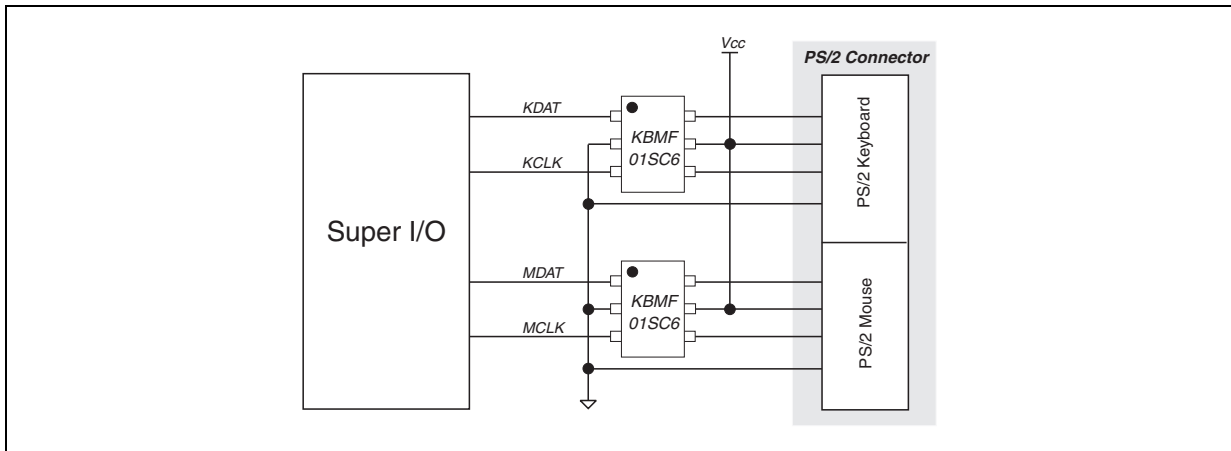 Vcc
PS/2 Connector
KDAT
KBMF
01SC6
KCLK
PS/2 Keyboard
Super I/O
MDAT
KBMF
01SC6
MCLK
PS/2 Mouse